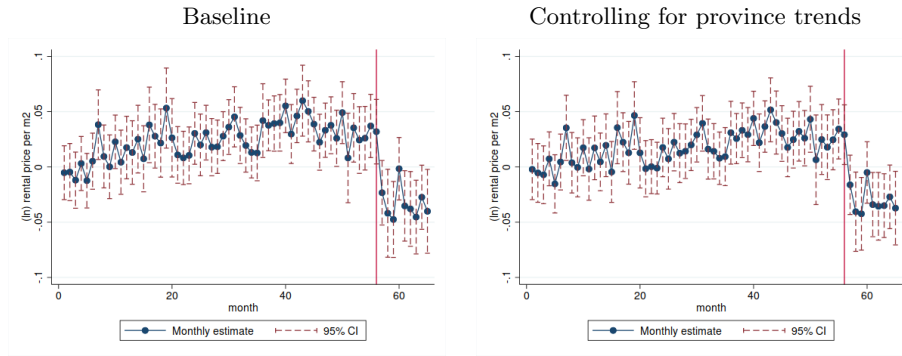 Baseline
(ln) rental price per m2
.1
.05
0
-.05
-.1
0 20 40 60
month
Monthly estimate 95% CI
Controlling for province trends
(ln) rental price per m2
.1
.05
0
-.05
-.1
0 20 40 60
month
Monthly estimate 95% CI